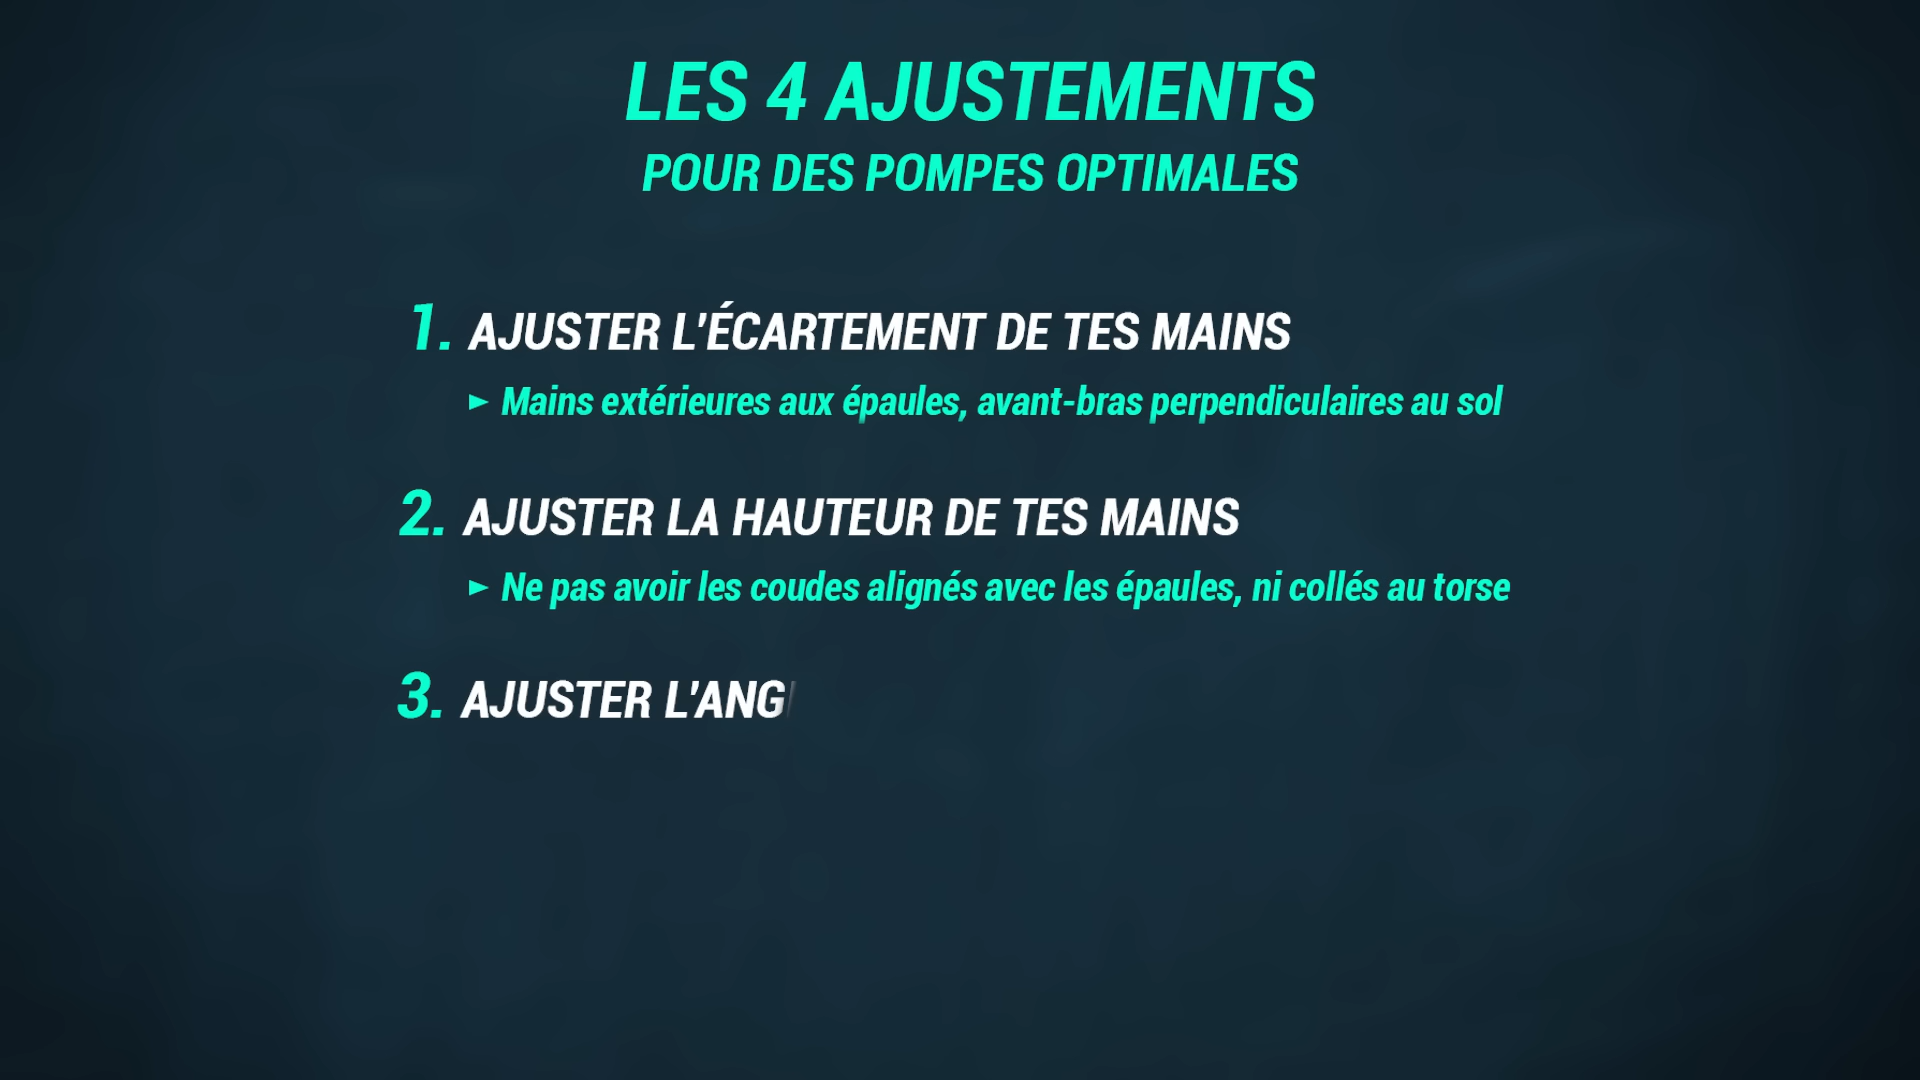 LES 4 AJUSTEMENTS
POUR DES POMPES OPTIMALES
1. AJUSTER L'ÉCARTEMENT DE TES MAINS
► Mains extérieures aux épaules, avant-bras perpendiculaires au sol
2. AJUSTER LA HAUTEUR DE TES MAINS
► Ne pas avoir les coudes alignés avec les épaules, ni collés au torse
3. AJUSTER L'ANG